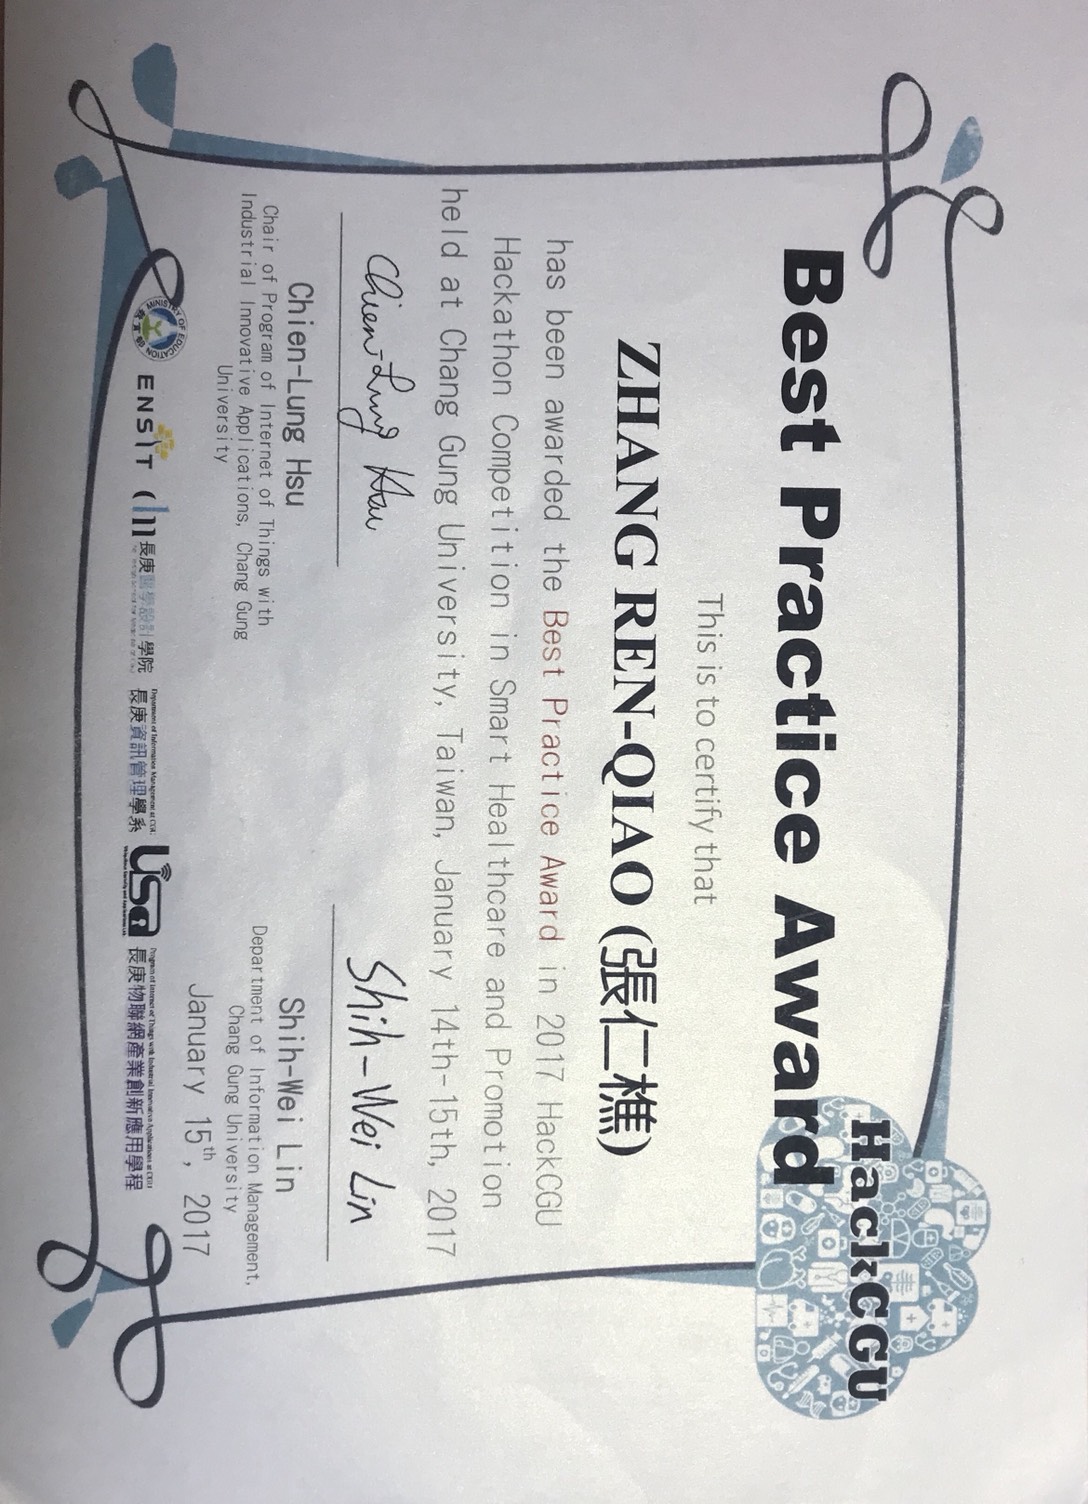 HackCGU
Best Practice Award
This is to certify that
ZHANG REN-QIAO (張仁樵)
has been awarded the Best Practice Award in 2017 HackCGU
Hackathon Competition in Smart Healthcare and Promotion
held at Chang Gung University, Taiwan, January 14th-15th, 2017
Chien-Lung Hsu
Shih-Wei Lin
Chien-Lung Hsu
Chair of Program of Internet of Things with
Industrial Innovative Applications, Chang Gung
University
Shih-Wei Lin
Department of Information Management,
Chang Gung University
January 15th, 2017
MINISTRY OF EDUCATION
教育部
ENSIT
長庚醫學設計學院
Department of Information Management at CGU
長庚資訊管理學系
Usa
Ubiquitous Security and Applications Lab.
Program of Internet of Things with Industrial Innovative Applications at CGU
長庚物聯網產業創新應用學程